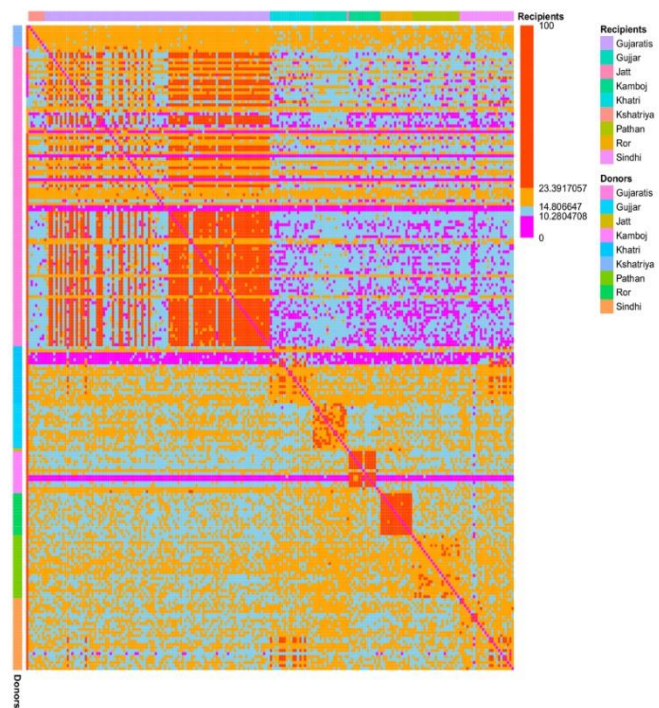 Recipients
100
23.3917057
14.806647
10.2804708
0
Recipients
Gujaratis
Gujjar
Jatt
Kamboj
Khatri
Kshatriya
Pathan
Ror
Sindhi
Donors
Gujaratis
Gujjar
Jatt
Kamboj
Khatri
Kshatriya
Pathan
Ror
Sindhi
Donors